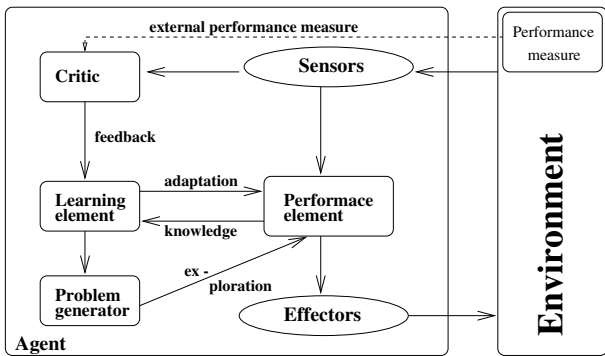 external performance measure
Performance
measure
Critic
Sensors
feedback
Learning
element
adaptation
knowledge
Performace
element
Problem
generator
ex -
ploration
Effectors
Agent
Environment